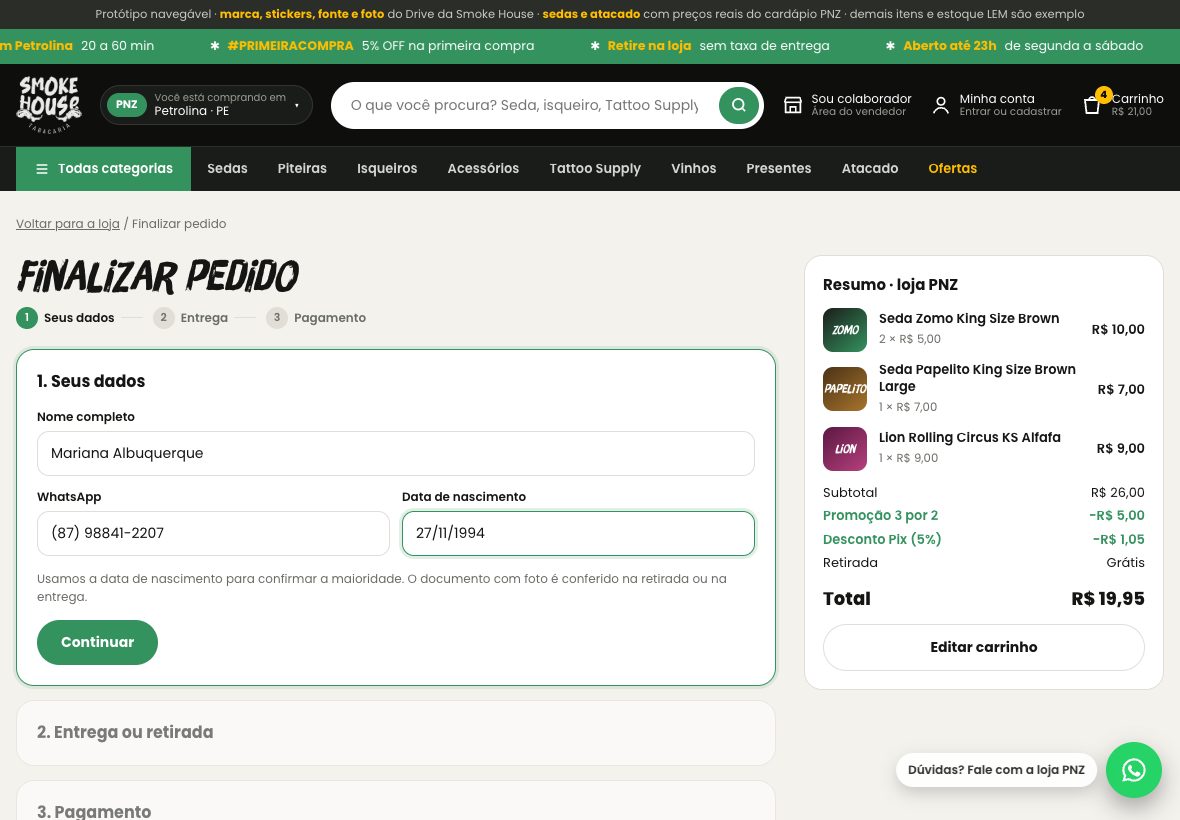 Protótipo navegável · marca, stickers, fonte e foto do Drive da Smoke House · sedas e atacado com preços reais do cardápio PNZ · demais itens e estoque LEM são exemplo
m Petrolina 20 a 60 min ✱ #PRIMEIRACOMPRA 5% OFF na primeira compra ✱ Retire na loja sem taxa de entrega ✱ Aberto até 23h de segunda a sábado
SMOKE
HOUSE
TABACARIA
PNZ
Você está comprando em
Petrolina · PE
O que você procura? Seda, isqueiro, Tattoo Supply
Sou colaborador
Área do vendedor
Minha conta
Entrar ou cadastrar
4
Carrinho
R$ 21,00
Todas categorias Sedas Piteiras Isqueiros Acessórios Tattoo Supply Vinhos Presentes Atacado Ofertas
Voltar para a loja / Finalizar pedido
FINALIZAR PEDIDO
1 Seus dados 2 Entrega 3 Pagamento
1. Seus dados
Nome completo
Mariana Albuquerque
WhatsApp Data de nascimento
(87) 98841-2207 27/11/1994
Usamos a data de nascimento para confirmar a maioridade. O documento com foto é conferido na retirada ou na
entrega.
Continuar
2. Entrega ou retirada
3. Pagamento
Resumo · loja PNZ
ZOMO
Seda Zomo King Size Brown
2 × R$ 5,00
R$ 10,00
PAPELITO
Seda Papelito King Size Brown
Large
1 × R$ 7,00
R$ 7,00
LION
Lion Rolling Circus KS Alfafa
1 × R$ 9,00
R$ 9,00
Subtotal R$ 26,00
Promoção 3 por 2 -R$ 5,00
Desconto Pix (5%) -R$ 1,05
Retirada Grátis
Total R$ 19,95
Editar carrinho
Dúvidas? Fale com a loja PNZ